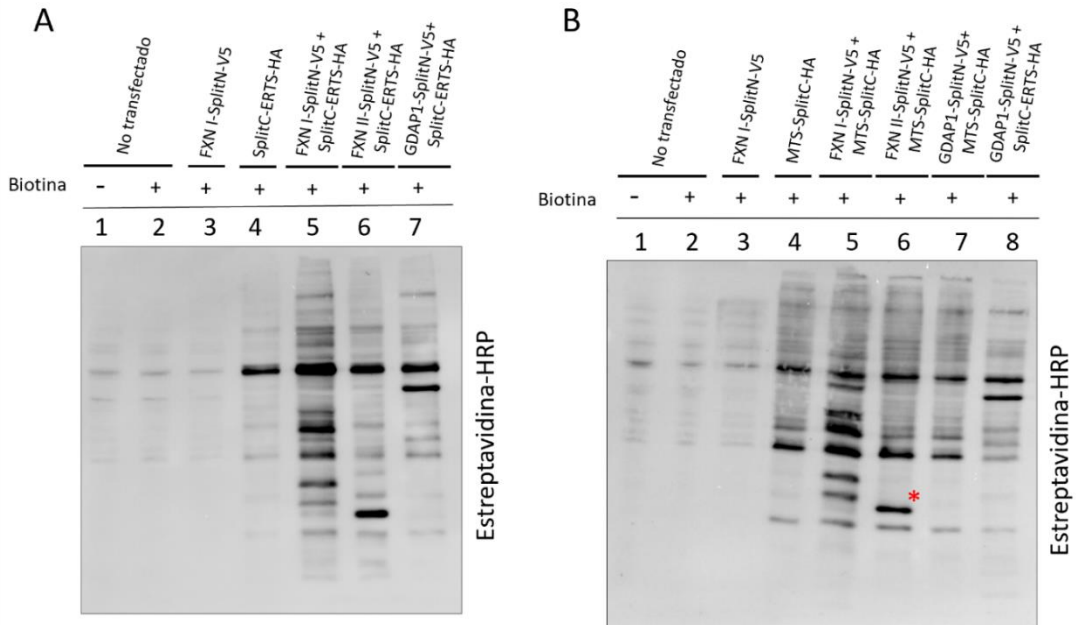 A
No transfectado
FXN I-SplitN-V5
SplitC-ERTS-HA
FXN I-SplitN-V5 +
SplitC-ERTS-HA
FXN II-SplitN-V5 +
SplitC-ERTS-HA
GDAP1-SplitN-V5+
SplitC-ERTS-HA
Biotina - + + + + + +
1 2 3 4 5 6 7
Estreptavidina-HRP
B
No transfectado
FXN I-SplitN-V5
MTS-SplitC-HA
FXN I-SplitN-V5 +
MTS-SplitC-HA
FXN II-SplitN-V5 +
MTS-SplitC-HA
GDAP1-SplitN-V5+
MTS-SplitC-HA
GDAP1-SplitN-V5 +
SplitC-ERTS-HA
Biotina - + + + + + + +
1 2 3 4 5 6 7 8
*
Estreptavidina-HRP